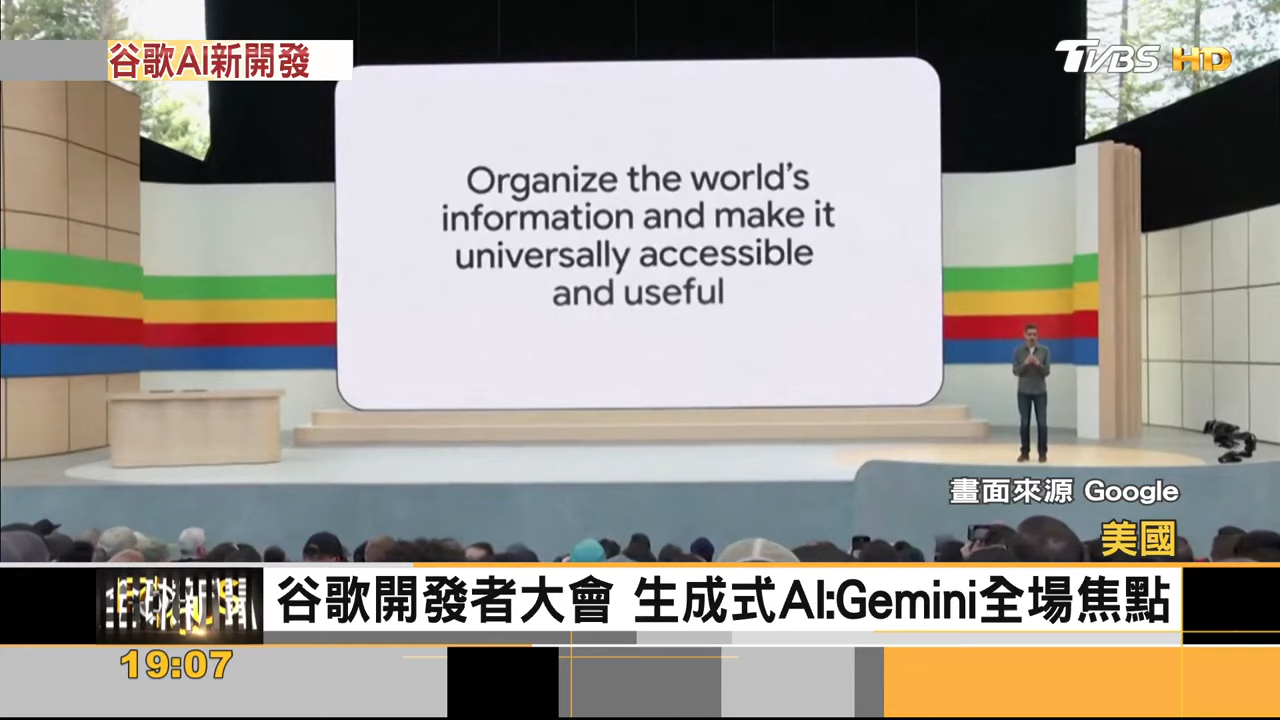 谷歌AI新開發
TVBS HD
Organize the world's
information and make it
universally accessible
and useful
畫面來源 Google
美國
谷歌開發者大會 生成式AI:Gemini全場焦點
19:07